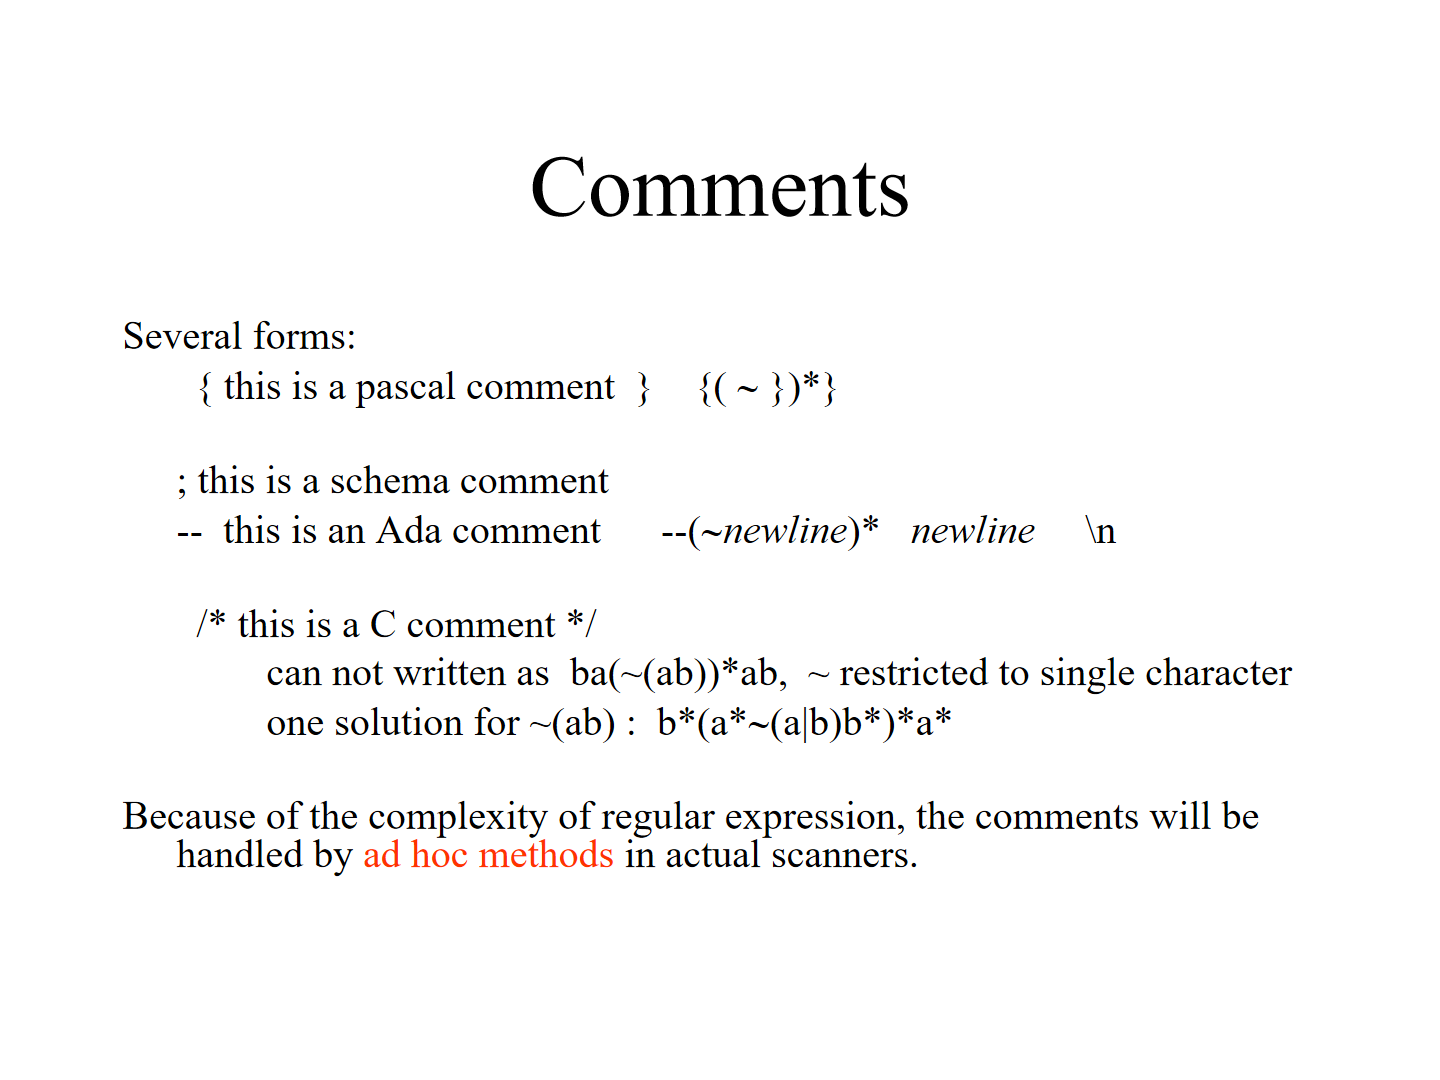 Comments
Several forms:
{ this is a pascal comment } {( ~ })*}
; this is a schema comment
-- this is an Ada comment --(~newline)* newline \n
/* this is a C comment */
can not written as ba(~(ab))*ab, ~ restricted to single character
one solution for ~(ab) : b*(a*~(a|b)b*)*a*
Because of the complexity of regular expression, the comments will be
handled by ad hoc methods in actual scanners.